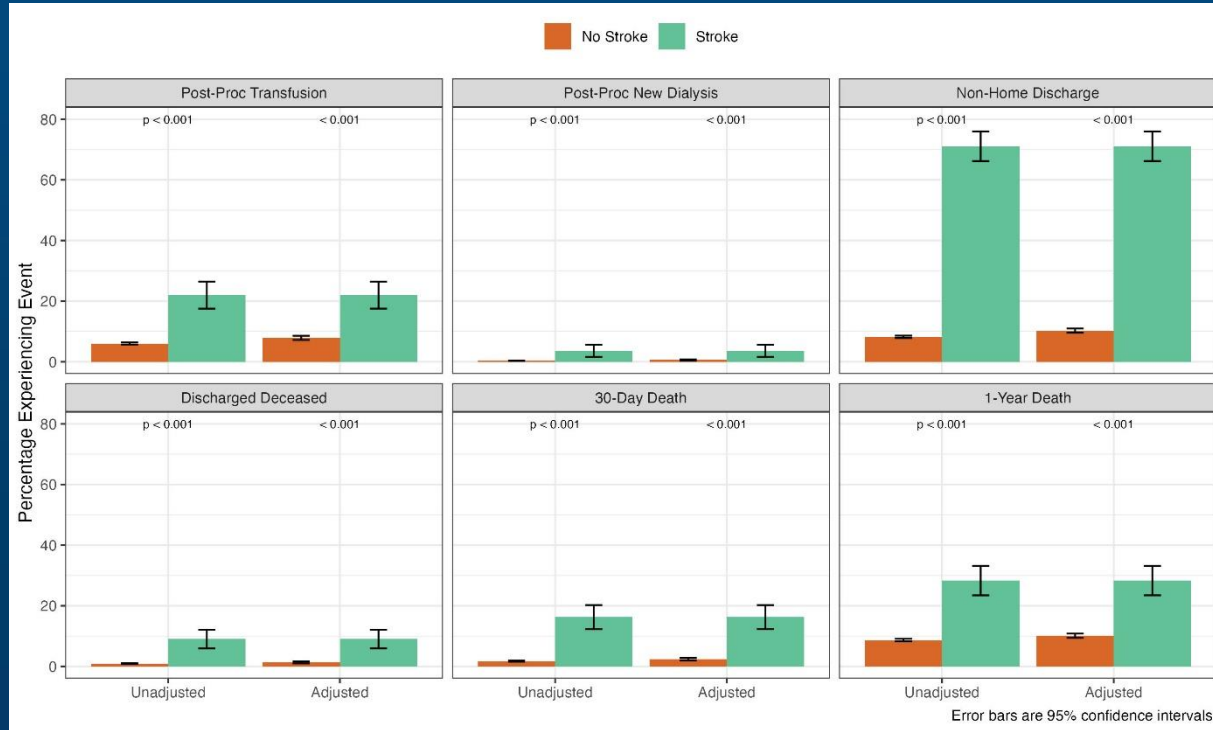 No Stroke Stroke
Post-Proc Transfusion Post-Proc New Dialysis Non-Home Discharge
p < 0.001 < 0.001 p < 0.001 < 0.001 p < 0.001 < 0.001
80
60
40
20
0
Percentage Experiencing Event
Discharged Deceased 30-Day Death 1-Year Death
p < 0.001 < 0.001 p < 0.001 < 0.001 p < 0.001 < 0.001
80
60
40
20
0
Unadjusted Adjusted Unadjusted Adjusted Unadjusted Adjusted
Error bars are 95% confidence intervals